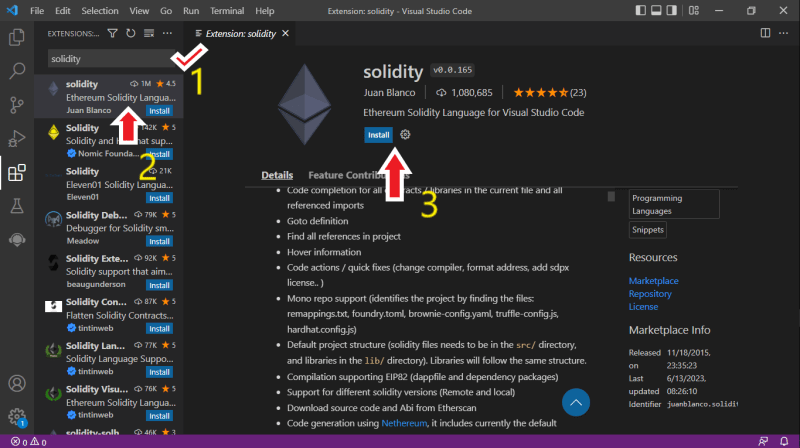 File Edit Selection View Go Run Terminal Help Extension: solidity - Visual Studio Code
EXTENSIONS:...
solidity
1
solidity 1M 4.5
Ethereum Solidity Langua...
Juan Blanco Install
2
Solidity 142K 5
Solidity and sup...
Nomic Founda... Install
Solidity 21K
Eleven01 Solidity Langua...
Eleven01 Install
Solidity Deb... 79K 5
Debugger for Solidity sm...
Meadow Install
Solidity Exte... 92K 5
Solidity support that aim...
beaugunderson Install
Solidity Con... 87K 5
Flatten Solidity Contracts...
tintinweb Install
Solidity Lan... 77K 5
Solidity Language Suppo...
tintinweb Install
Solidity Visu... 76K 5
Ethereum Solidity Langua...
tintinweb Install
solidity-solh... 46K 3
Extension: solidity
solidity v0.0.165
Juan Blanco 1,080,685 (23)
Ethereum Solidity Language for Visual Studio Code
Install
3
Details Feature Contributions
• Code completion for all contracts / libraries in the current file and all
referenced imports
• Goto definition
• Find all references in project
• Hover information
• Code actions / quick fixes (change compiler, format address, add sdpx
license.. )
• Mono repo support (identifies the project by finding the files:
remappings.txt, foundry.toml, brownie-config.yaml, truffle-config.js,
hardhat.config.js)
• Default project structure (solidity files needs to be in the src/ directory,
and libraries in the lib/ directory). Libraries will follow the same structure.
• Compilation supporting EIP82 (dappfile and dependency packages)
• Support for different solidity versions (Remote and local)
• Download source code and Abi from Etherscan
• Code generation using Nethereum, it includes currently the default
Programming
Languages
Snippets
Resources
Marketplace
Repository
License
Marketplace Info
Released 11/18/2015,
on 23:35:23
Last 6/13/2023,
updated 08:26:10
Identifier juanblanco.solidit
1
0 0